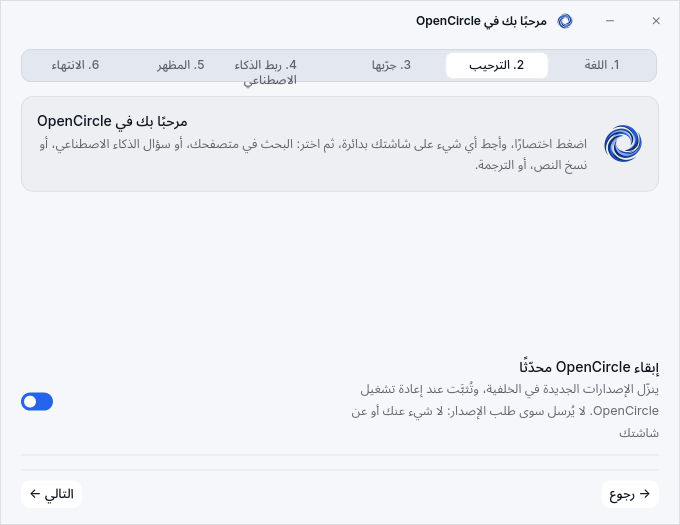 مرحبًا بك في OpenCircle
1. اللغة
2. الترحيب
3. جرّبها
4. ربط الذكاء
الاصطناعي
5. المظهر
6. الانتهاء
مرحبًا بك في OpenCircle
اضغط اختصارًا، وأحِط أي شيء على شاشتك بدائرة، ثم اختر: البحث في متصفحك، أو سؤال الذكاء الاصطناعي، أو
نسخ النص، أو الترجمة.
إبقاء OpenCircle محدّثًا
ينزّل الإصدارات الجديدة في الخلفية، وتُثبَّت عند إعادة تشغيل
OpenCircle. لا يُرسل سوى طلب الإصدار: لا شيء عنك أو عن
شاشتك
→ رجوع
التالي ←